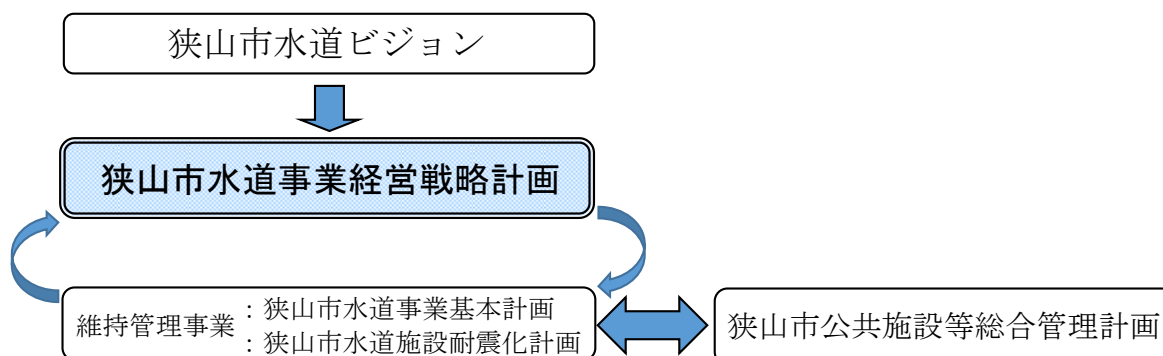 狭山市水道ビジョン
狭山市水道事業経営戦略計画
維持管理事業
：狭山市水道事業基本計画
：狭山市水道施設耐震化計画
狭山市公共施設等総合管理計画